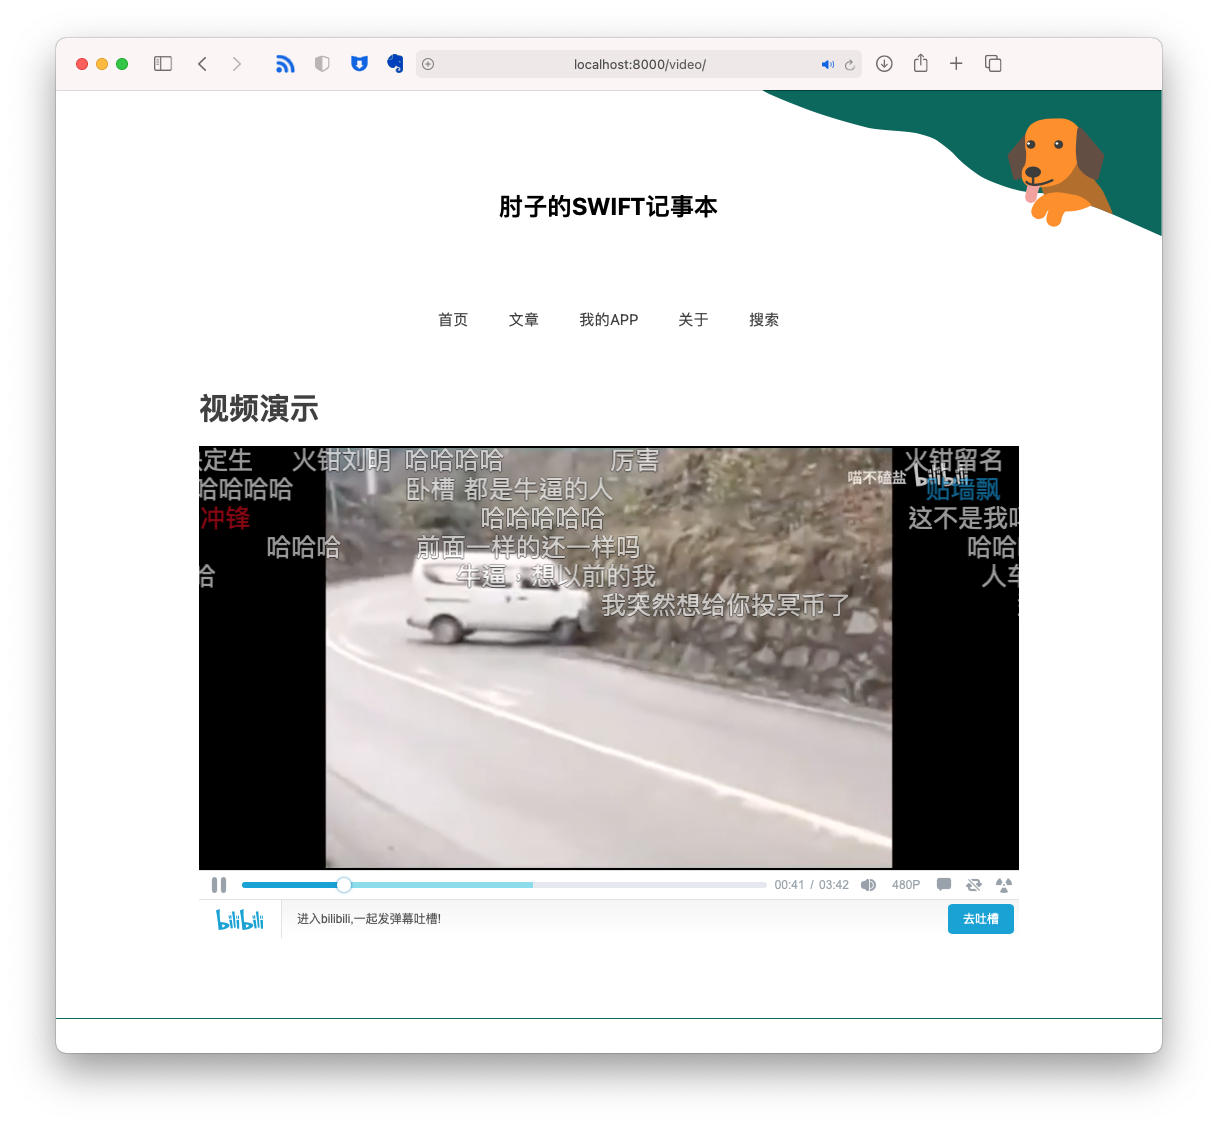 localhost:8000/video/
肘子的SWIFT记事本
首页 文章 我的APP 关于 搜索
视频演示
定生 火钳刘明 哈哈哈哈 厉害 火钳留名
喵不磕盐 bilibili
哈哈哈哈 卧槽 都是牛逼的人 贴墙飘
冲锋 哈哈哈哈哈 这不是我
哈哈哈 前面一样的还一样吗 哈哈
哈 牛逼，想以前的我 人车
我突然想给你投冥币了
00:41 / 03:42 480P
bilibili 进入bilibili,一起发弹幕吐槽! 去吐槽